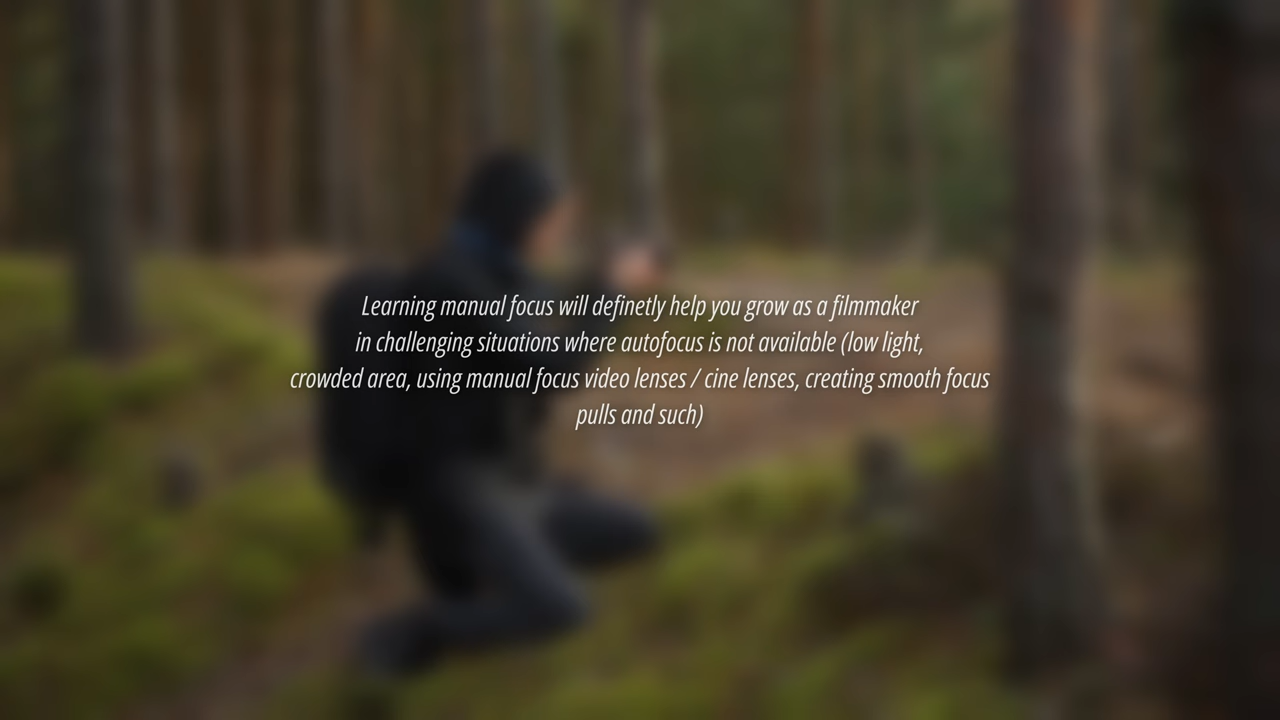 Learning manual focus will definetly help you grow as a filmmaker
in challenging situations where autofocus is not available (low light,
crowded area, using manual focus video lenses / cine lenses, creating smooth focus
pulls and such)